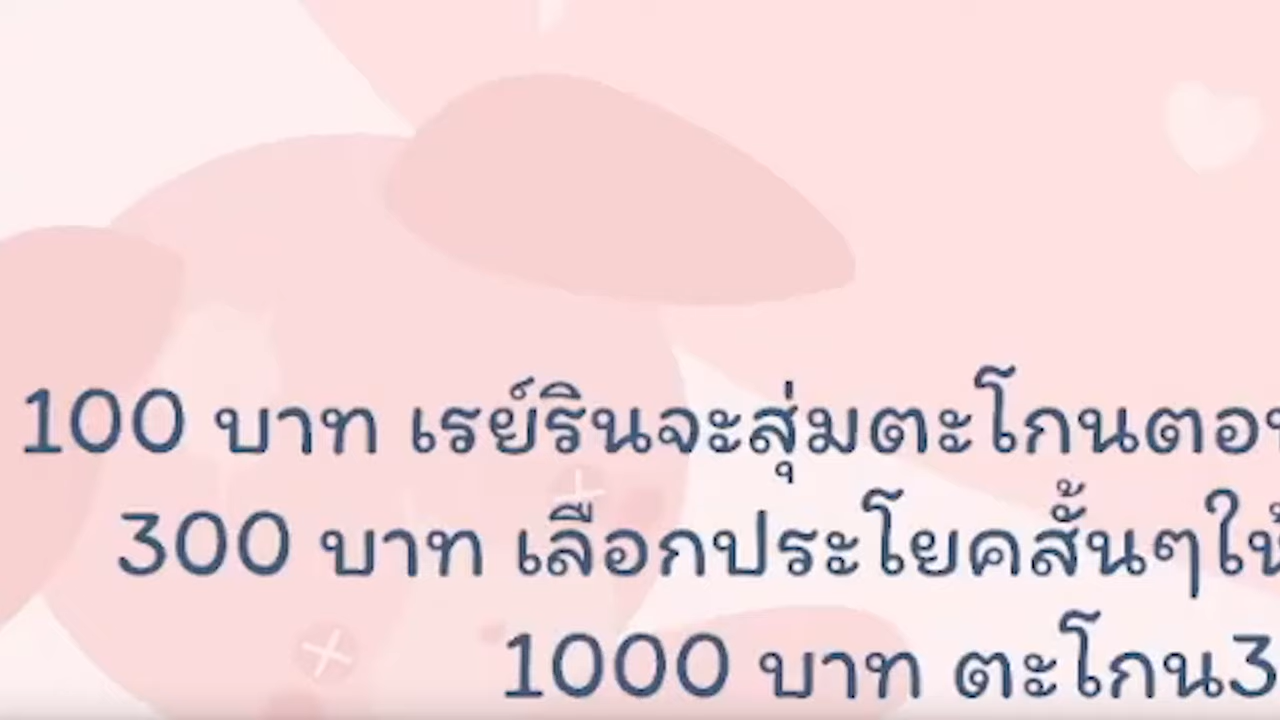 100 บาท เรย์รินจะสุ่มตะโกนตอ
300 บาท เลือกประโยคสั้นๆให้
1000 บาท ตะโกน3